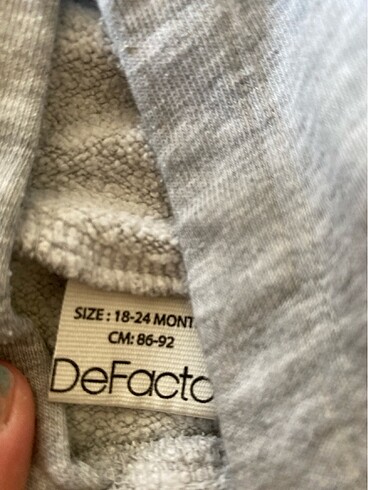 SIZE : 18-24 MONT
CM: 86-92
DeFacto